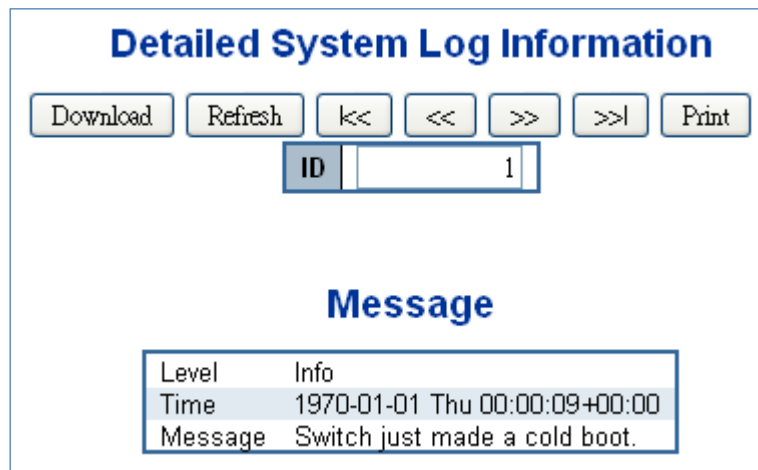 Detailed System Log Information
Download Refresh |<< << >> >>| Print
ID 1
Message
Level Info
Time 1970-01-01 Thu 00:00:09+00:00
Message Switch just made a cold boot.